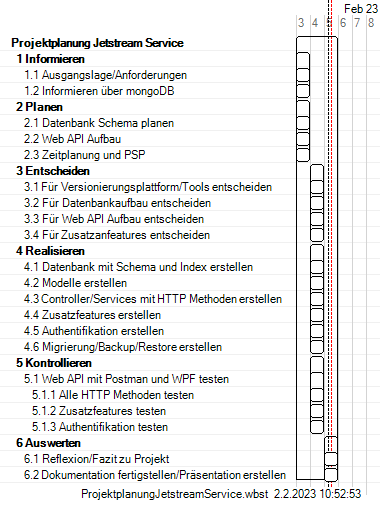 Feb 23
3 4 5 6 7 8
Projektplanung Jetstream Service
1 Informieren
1.1 Ausgangslage/Anforderungen
1.2 Informieren über mongoDB
2 Planen
2.1 Datenbank Schema planen
2.2 Web API Aufbau
2.3 Zeitplanung und PSP
3 Entscheiden
3.1 Für Versionierungsplattform/Tools entscheiden
3.2 Für Datenbankaufbau entscheiden
3.3 Für Web API Aufbau entscheiden
3.4 Für Zusatzanfeatures entscheiden
4 Realisieren
4.1 Datenbank mit Schema und Index erstellen
4.2 Modelle erstellen
4.3 Controller/Services mit HTTP Methoden erstellen
4.4 Zusatzfeatures erstellen
4.5 Authentifikation erstellen
4.6 Migrierung/Backup/Restore erstellen
5 Kontrollieren
5.1 Web API mit Postman und WPF testen
5.1.1 Alle HTTP Methoden testen
5.1.2 Zusatzfeatures testen
5.1.3 Authentifikation testen
6 Auswerten
6.1 Reflexion/Fazit zu Projekt
6.2 Dokumentation fertigstellen/Präsentation erstellen
ProjektplanungJetstreamService.wbst 2.2.2023 10:52:53